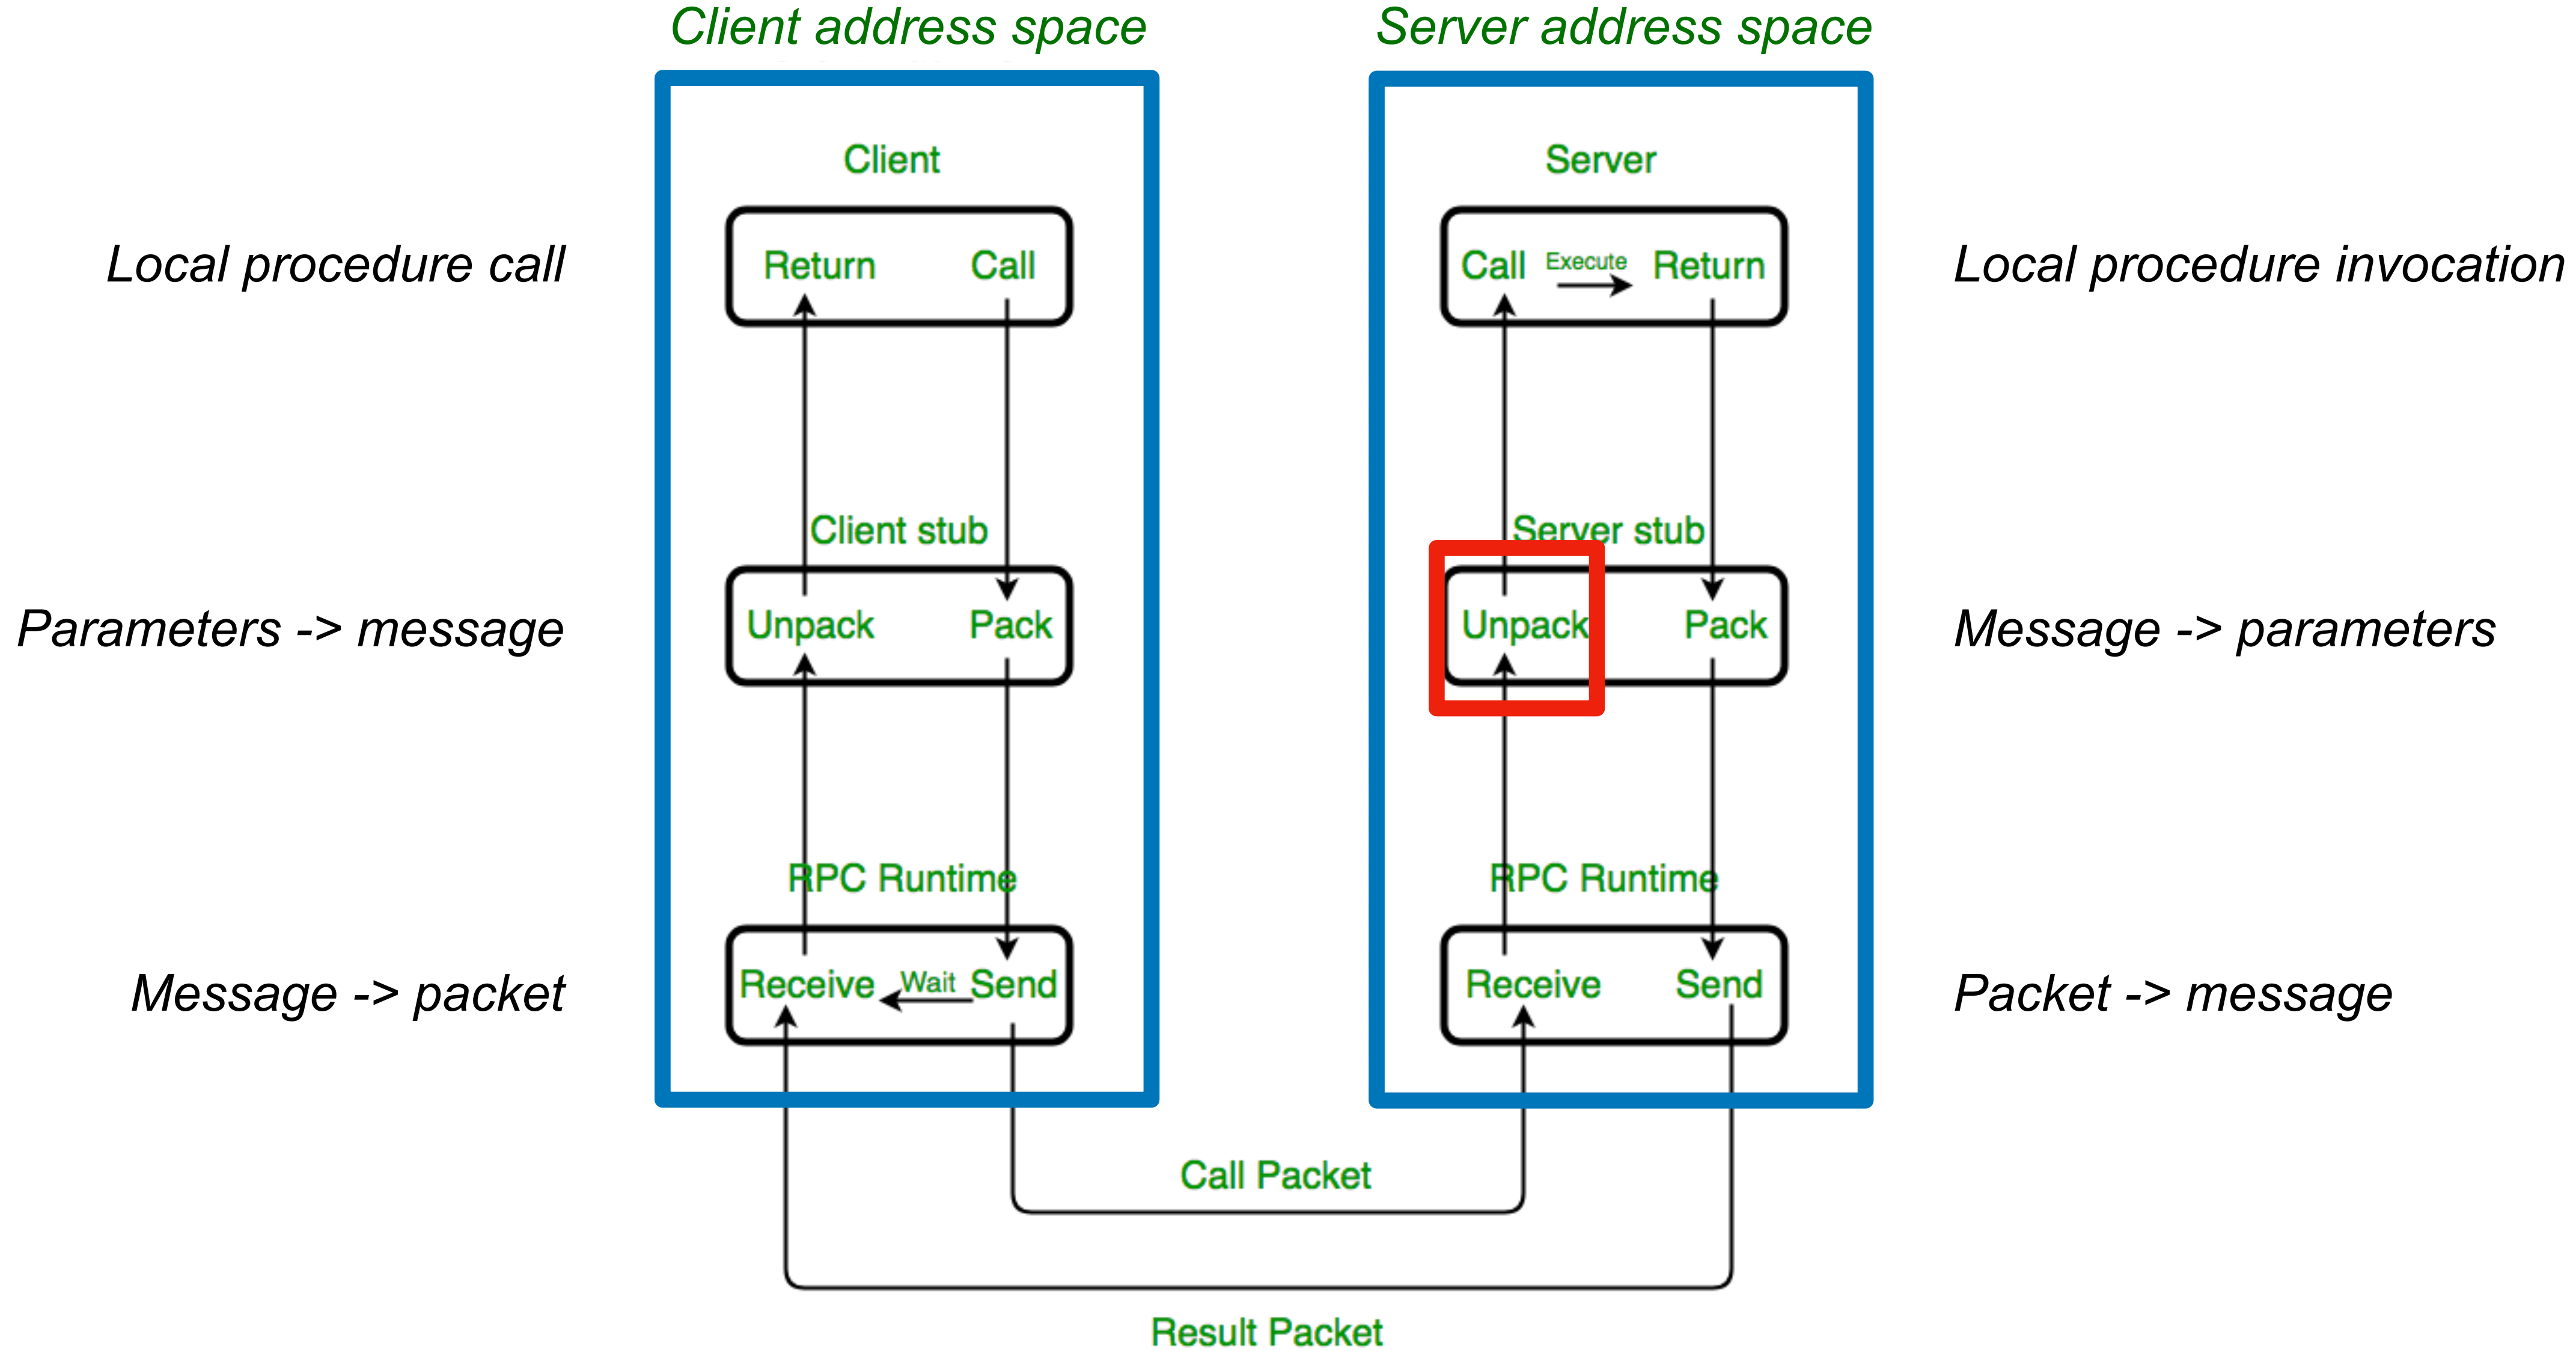 Client address space
Server address space
Client
Server
Local procedure call
Return
Call
Call
Execute
Return
Local procedure invocation
Client stub
Server stub
Parameters -> message
Unpack
Pack
Unpack
Pack
Message -> parameters
RPC Runtime
RPC Runtime
Message -> packet
Receive
Wait
Send
Receive
Send
Packet -> message
Call Packet
Result Packet